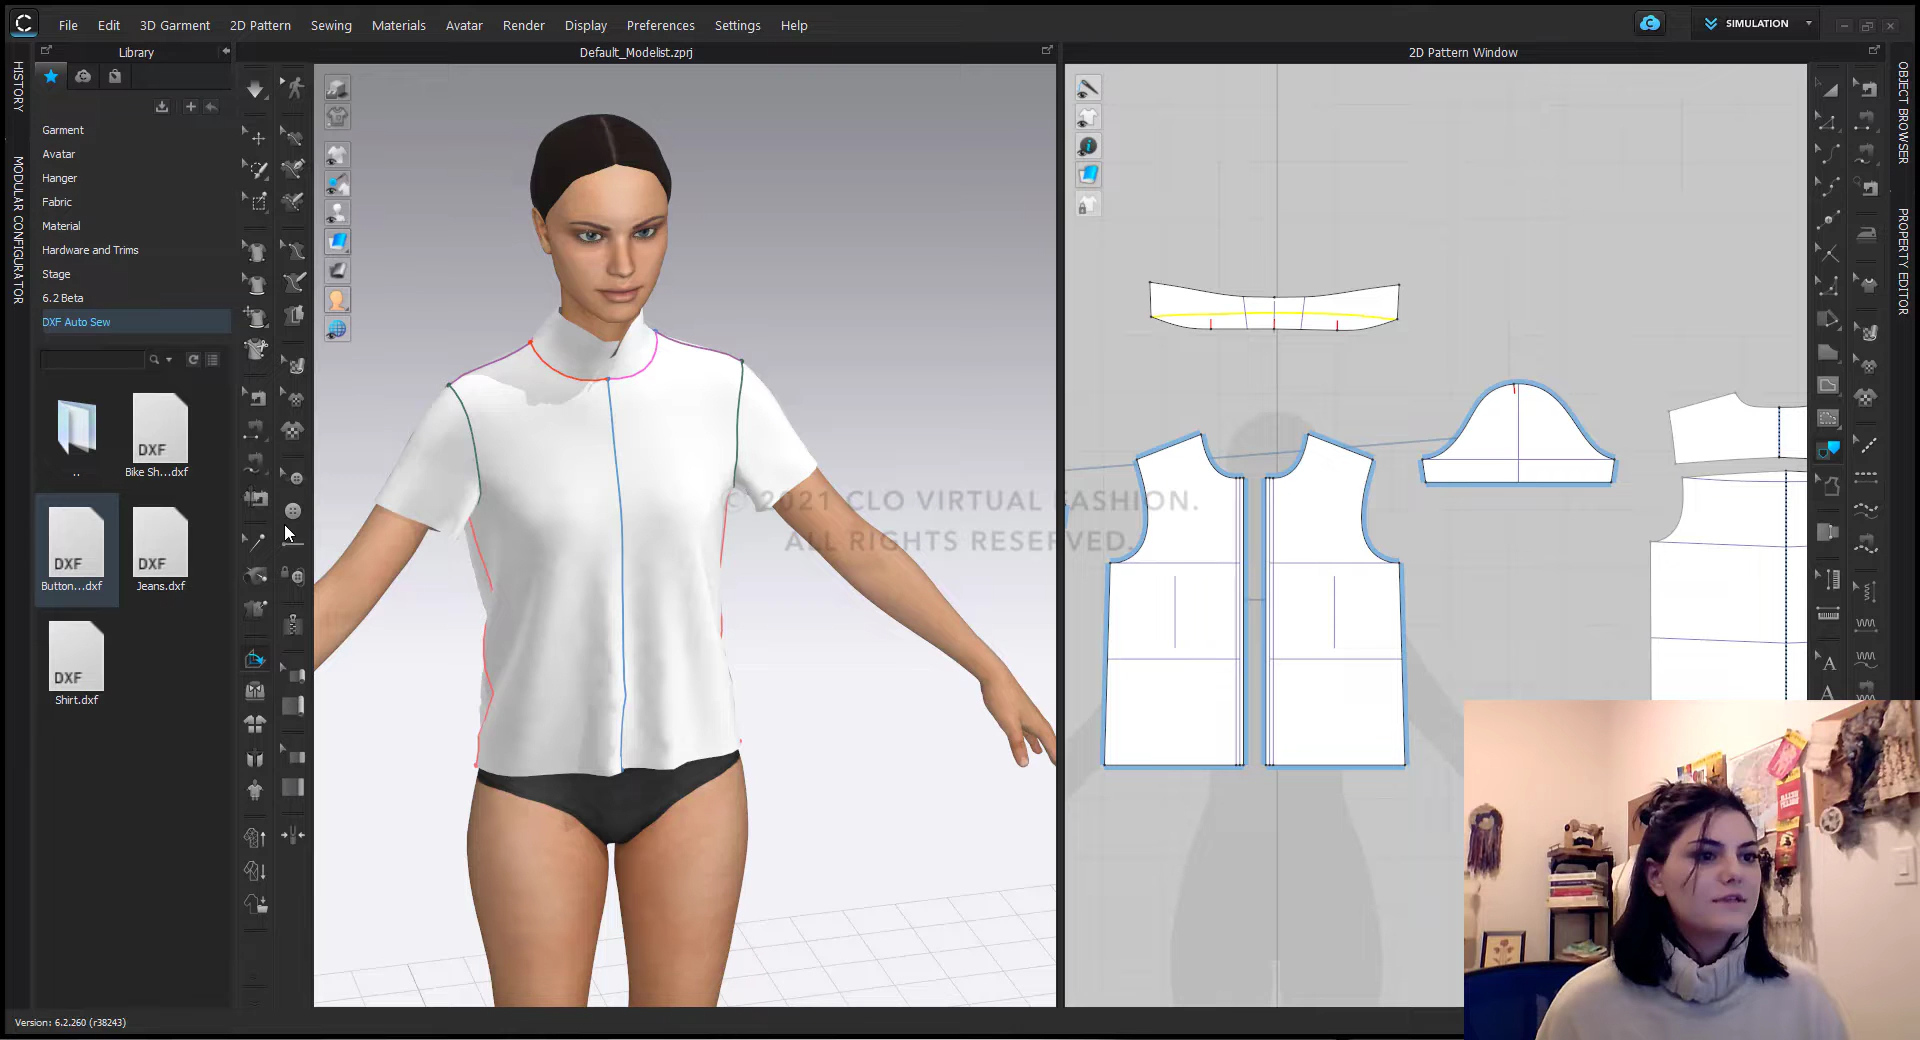 File Edit 3D Garment 2D Pattern Sewing Materials Avatar Render Display Preferences Settings Help
SIMULATION
Library
Default_Modelist.zprj
2D Pattern Window
HISTORY
MODULAR CONFIGURATOR
OBJECT BROWSER
PROPERTY EDITOR
Garment
Avatar
Hanger
Fabric
Material
Hardware and Trims
Stage
6.2 Beta
DXF Auto Sew
..
DXF
Bike Sh...dxf
DXF
Button...dxf
DXF
Jeans.dxf
DXF
Shirt.dxf
© 2021 CLO VIRTUAL FASHION.
ALL RIGHTS RESERVED.
A
A
Version: 6.2.260 (r38243)